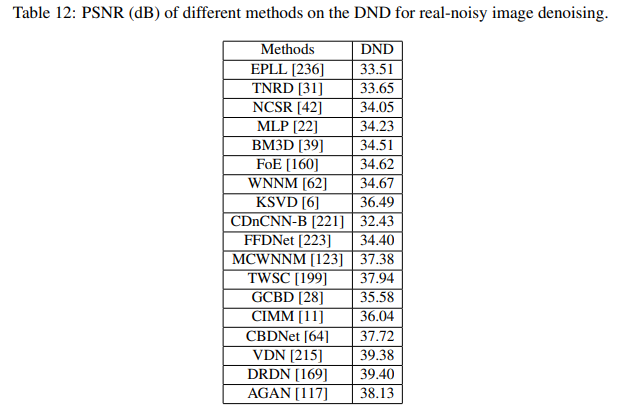 Table 12: PSNR (dB) of different methods on the DND for real-noisy image denoising.
Methods DND
EPLL [236] 33.51
TNRD [31] 33.65
NCSR [42] 34.05
MLP [22] 34.23
BM3D [39] 34.51
FoE [160] 34.62
WNNM [62] 34.67
KSVD [6] 36.49
CDnCNN-B [221] 32.43
FFDNet [223] 34.40
MCWNNM [123] 37.38
TWSC [199] 37.94
GCBD [28] 35.58
CIMM [11] 36.04
CBDNet [64] 37.72
VDN [215] 39.38
DRDN [169] 39.40
AGAN [117] 38.13